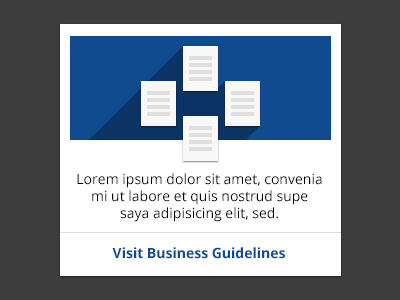 Lorem ipsum dolor sit amet, convenia
mi ut labore et quis nostrud supe
saya adipisicing elit, sed.
Visit Business Guidelines